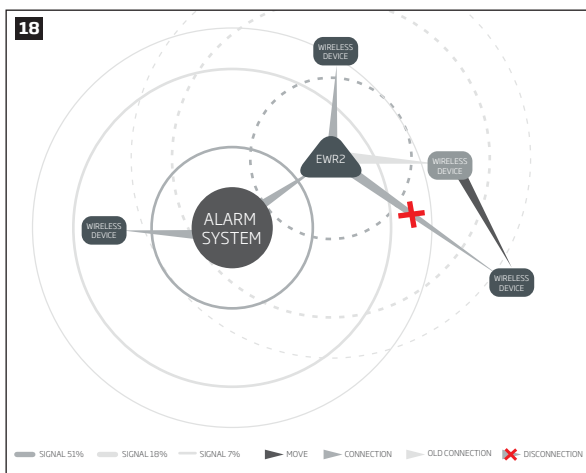 18
WIRELESS
DEVICE
EWR2
WIRELESS
DEVICE
ALARM
SYSTEM
WIRELESS
DEVICE
WIRELESS
DEVICE
SIGNAL 51%
SIGNAL 18%
SIGNAL 7%
MOVE
CONNECTION
OLD CONNECTION
DISCONNECTION